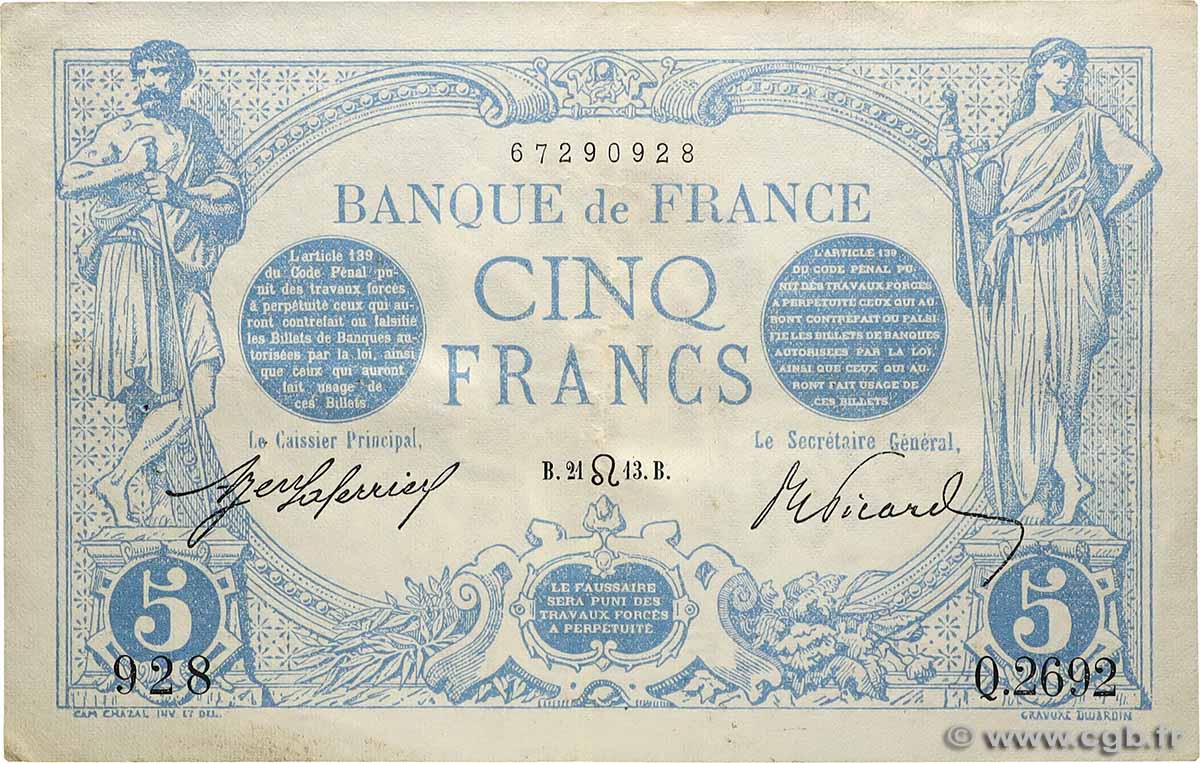 67290928
BANQUE de FRANCE
CINQ
FRANCS
L'article 139
du Code Pénal pu-
nit des travaux forcés
à perpétuité ceux qui au-
ront contrefait ou falsifié
les Billets de Banques au-
torisées par la loi, ainsi
que ceux qui auront
fait usage de
ces Billets.
L'ARTICLE 139
DU CODE PÉNAL PU-
NIT DES TRAVAUX FORCÉS
A PERPÉTUITÉ CEUX QUI AU
RONT CONTREFAIT OU FALSI
FIE LES BILLETS DE BANQUES
AUTORISÉES PAR LA LOI,
AINSI QUE CEUX QUI AU-
RONT FAIT USAGE DE
CES BILLETS.
Le Caissier Principal,
Le Secrétaire Général,
B. 21 ♌ 13. B.
Picard
LE FAUSSAIRE
SERA PUNI DES
TRAVAUX FORCÉS
A PERPÉTUITÉ
5
5
928
Q.2692
CAM CHAZAL INV ET DEL.
GRAVURE DUJARDIN
© www.cgb.fr